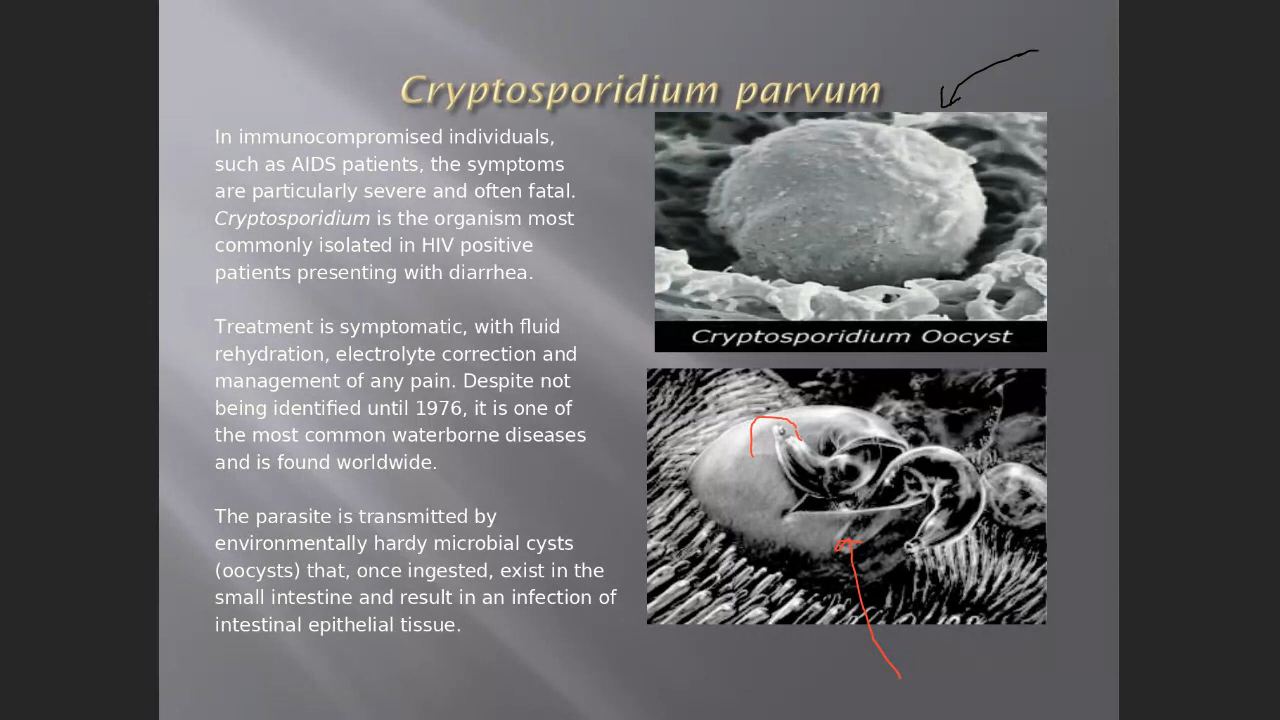 Cryptosporidium parvum
In immunocompromised individuals,
such as AIDS patients, the symptoms
are particularly severe and often fatal.
Cryptosporidium is the organism most
commonly isolated in HIV positive
patients presenting with diarrhea.
Treatment is symptomatic, with fluid
rehydration, electrolyte correction and
management of any pain. Despite not
being identified until 1976, it is one of
the most common waterborne diseases
and is found worldwide.
The parasite is transmitted by
environmentally hardy microbial cysts
(oocysts) that, once ingested, exist in the
small intestine and result in an infection of
intestinal epithelial tissue.
Cryptosporidium Oocyst